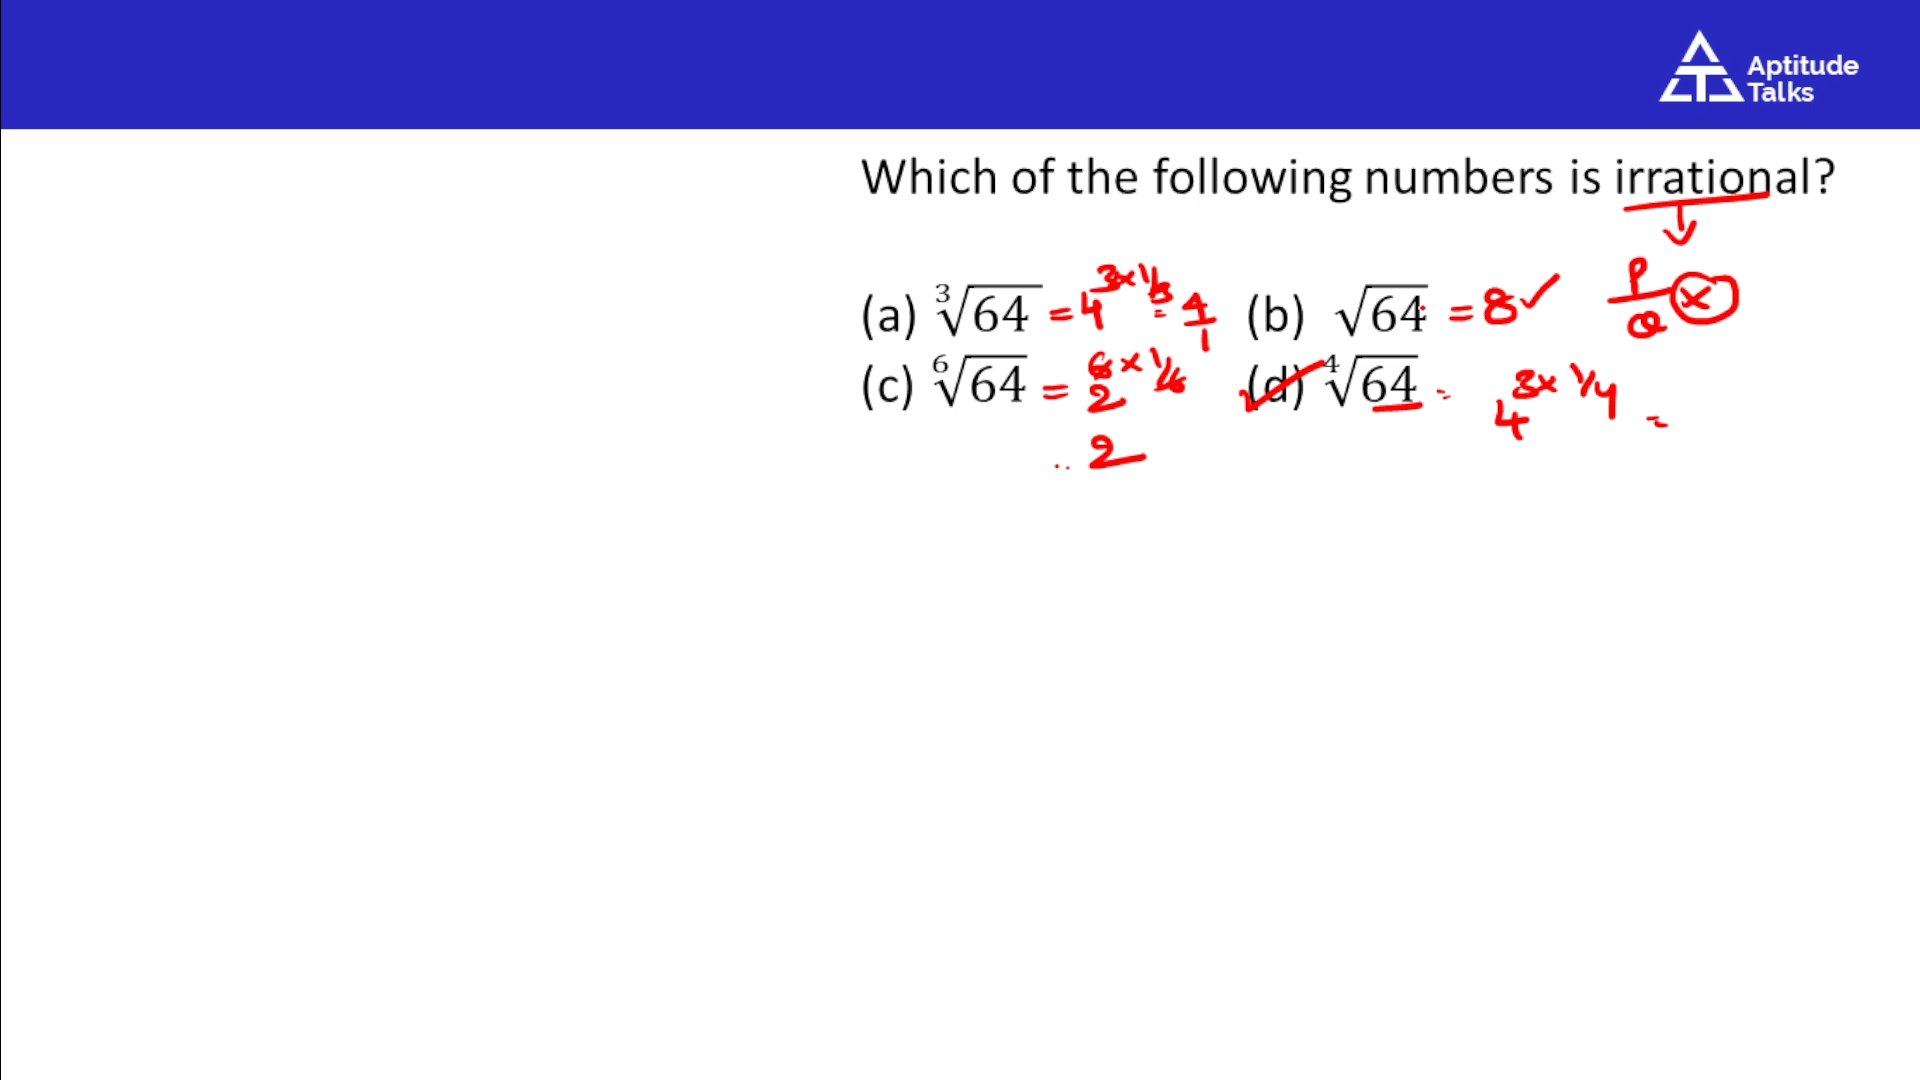 Aptitude
Talks
Which of the following numbers is irrational?
P/Q ×
(a) ³√64 = 4^3×1/3 = 4/1 (b) √64 = 8 ✓
(c) ⁶√64 = 2^6×1/6 (d) ⁴√64 = 4^3×1/4 =
2